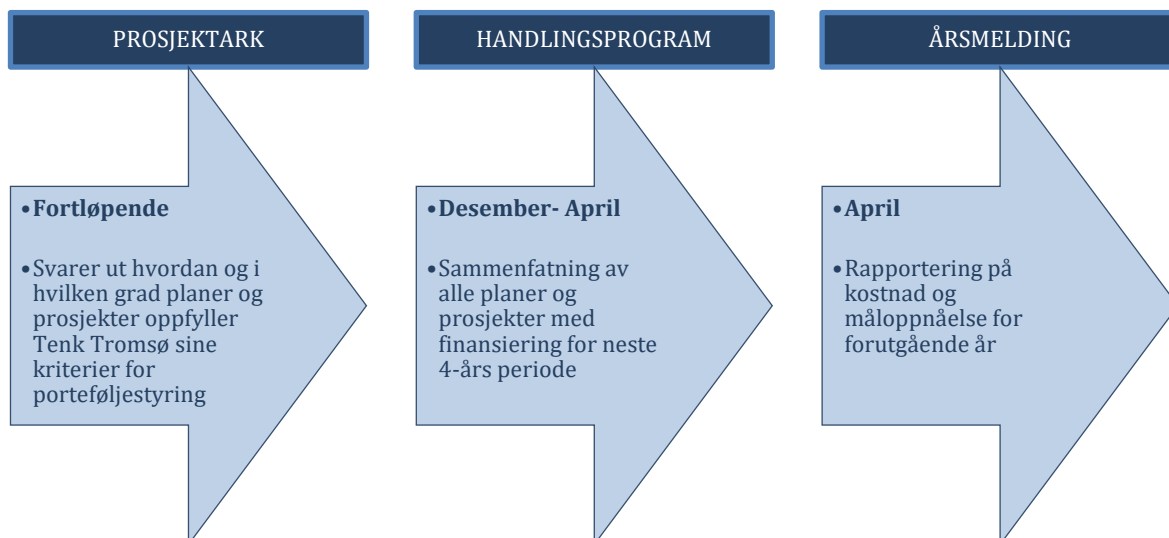 PROSJEKTARK
•Fortløpende
•Svarer ut hvordan og i
hvilken grad planer og
prosjekter oppfyller
Tenk Tromsø sine
kriterier for
porteføljestyring
HANDLINGSPROGRAM
•Desember- April
•Sammenfatning av
alle planer og
prosjekter med
finansiering for neste
4-års periode
ÅRSMELDING
•April
•Rapportering på
kostnad og
måloppnåelse for
forutgående år